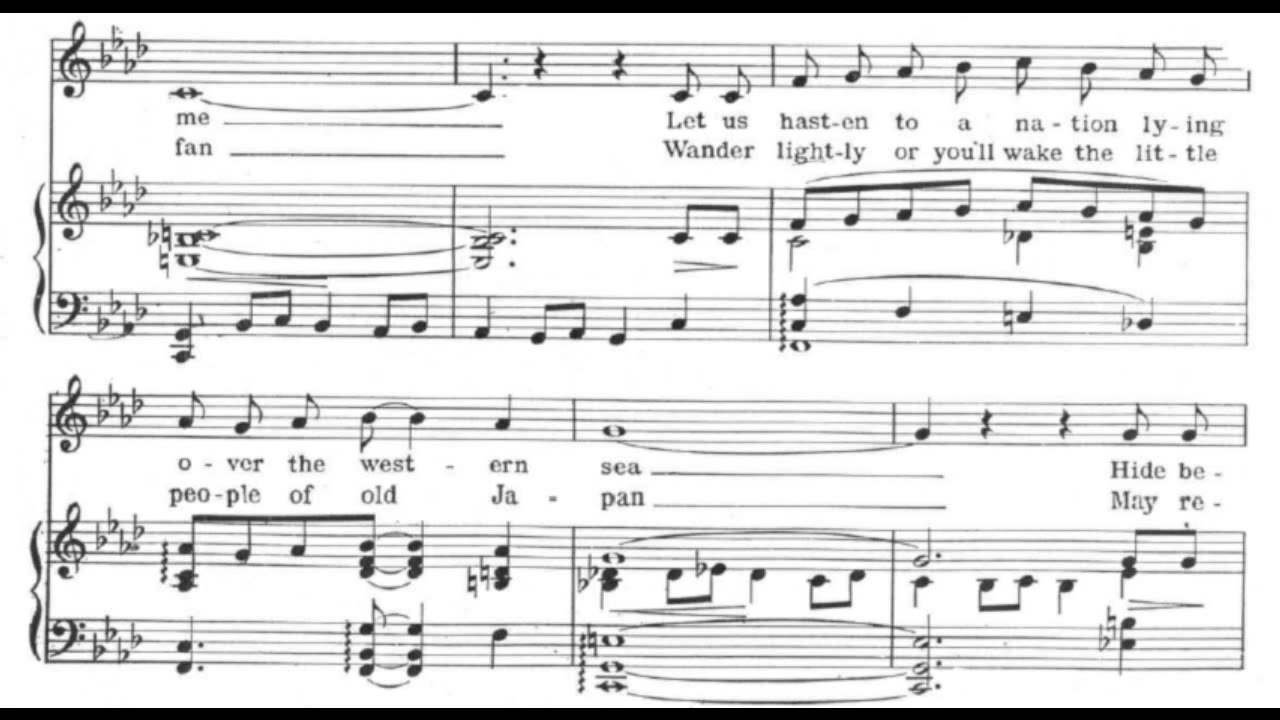 me Let us hast-en to a na-tion ly-ing
fan Wander light-ly or you'll wake the lit-tle
o-ver the west-ern sea Hide be-
peo-ple of old Ja-pan May re-